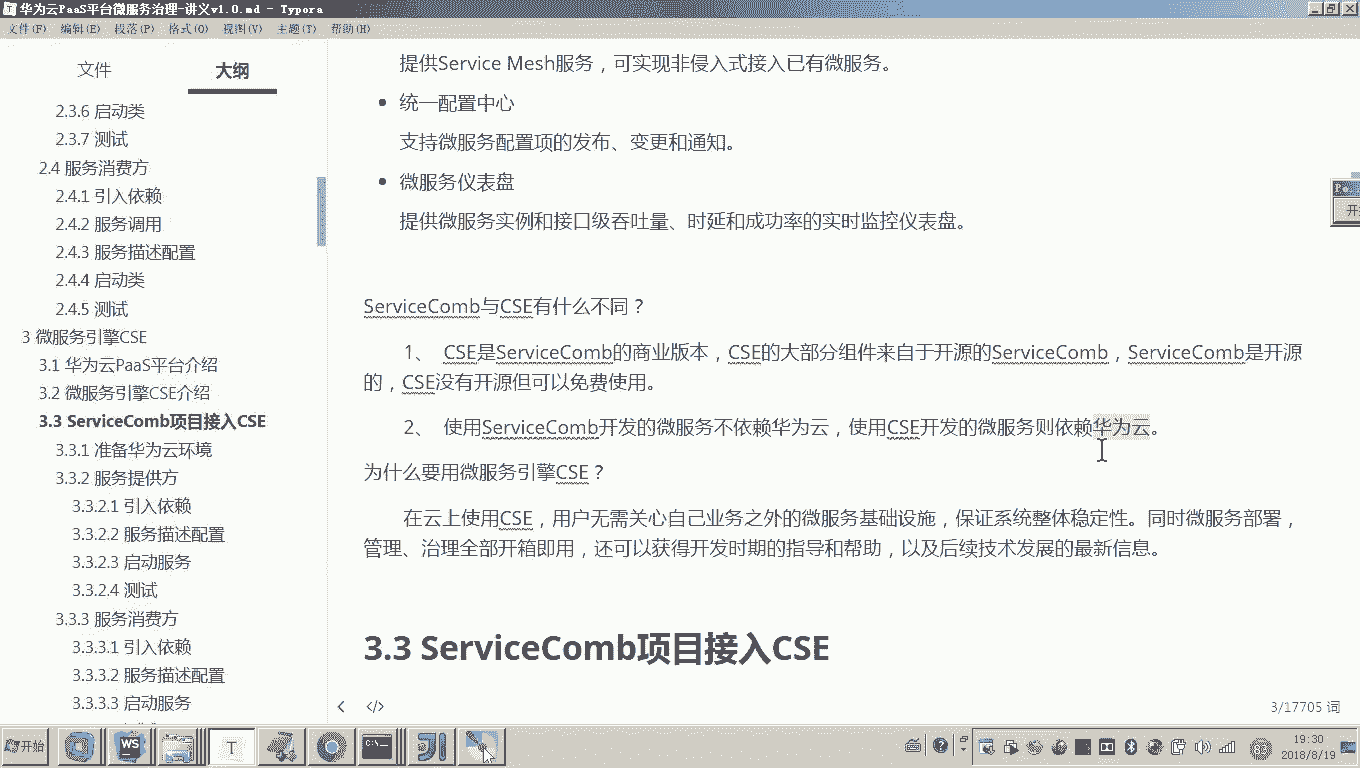 华为云PaaS平台微服务治理-讲义v1.0.md - Typora
文件(F) 编辑(E) 段落(P) 格式(O) 视图(V) 主题(T) 帮助(H)
文件 大纲
2.3.6 启动类
2.3.7 测试
2.4 服务消费方
2.4.1 引入依赖
2.4.2 服务调用
2.4.3 服务描述配置
2.4.4 启动类
2.4.5 测试
3 微服务引擎CSE
3.1 华为云PaaS平台介绍
3.2 微服务引擎CSE介绍
3.3 ServiceComb项目接入CSE
3.3.1 准备华为云环境
3.3.2 服务提供方
3.3.2.1 引入依赖
3.3.2.2 服务描述配置
3.3.2.3 启动服务
3.3.2.4 测试
3.3.3 服务消费方
3.3.3.1 引入依赖
3.3.3.2 服务描述配置
3.3.3.3 启动服务
提供Service Mesh服务，可实现非侵入式接入已有微服务。
统一配置中心
支持微服务配置项的发布、变更和通知。
微服务仪表盘
提供微服务实例和接口级吞吐量、时延和成功率的实时监控仪表盘。
ServiceComb与CSE有什么不同？
1、 CSE是ServiceComb的商业版本，CSE的大部分组件来自于开源的ServiceComb，ServiceComb是开源
的，CSE没有开源但可以免费使用。
2、 使用ServiceComb开发的微服务不依赖华为云，使用CSE开发的微服务则依赖华为云。
为什么要用微服务引擎CSE？
在云上使用CSE，用户无需关心自己业务之外的微服务基础设施，保证系统整体稳定性。同时微服务部署，
管理、治理全部开箱即用，还可以获得开发时期的指导和帮助，以及后续技术发展的最新信息。
3.3 ServiceComb项目接入CSE
3/17705 词
开始
WS
T
19:30
2018/8/19